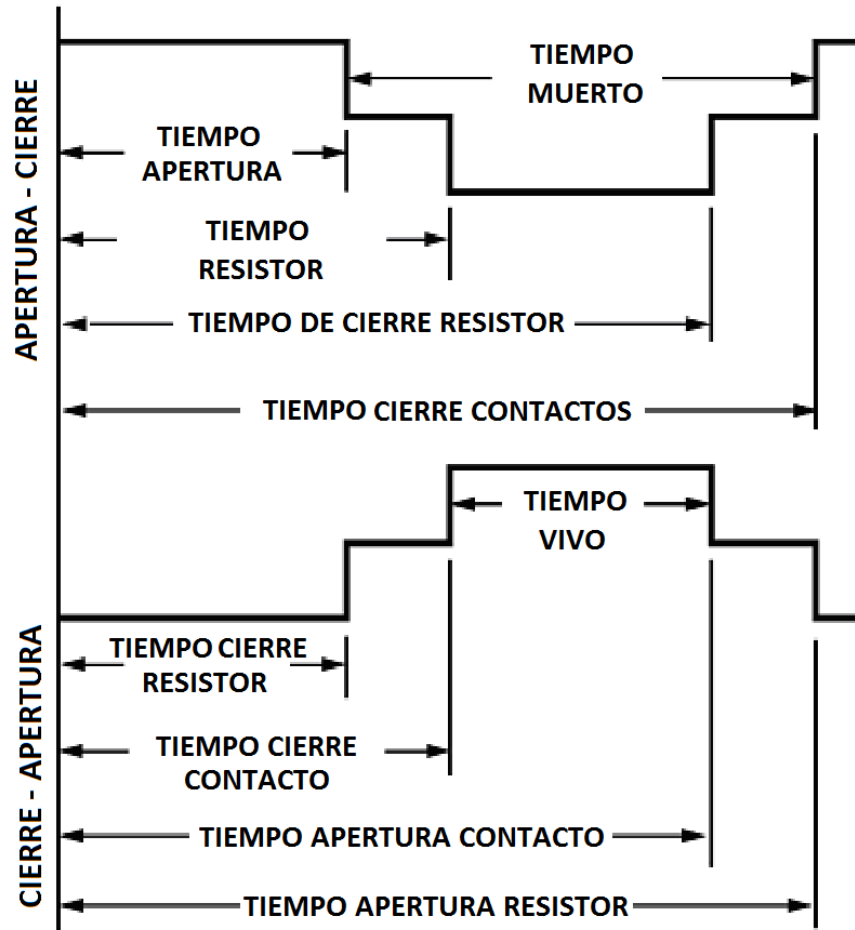 APERTURA - CIERRE
TIEMPO
MUERTO
TIEMPO
APERTURA
TIEMPO
RESISTOR
TIEMPO DE CIERRE RESISTOR
TIEMPO CIERRE CONTACTOS
CIERRE - APERTURA
TIEMPO
VIVO
TIEMPO CIERRE
RESISTOR
TIEMPO CIERRE
CONTACTO
TIEMPO APERTURA CONTACTO
TIEMPO APERTURA RESISTOR